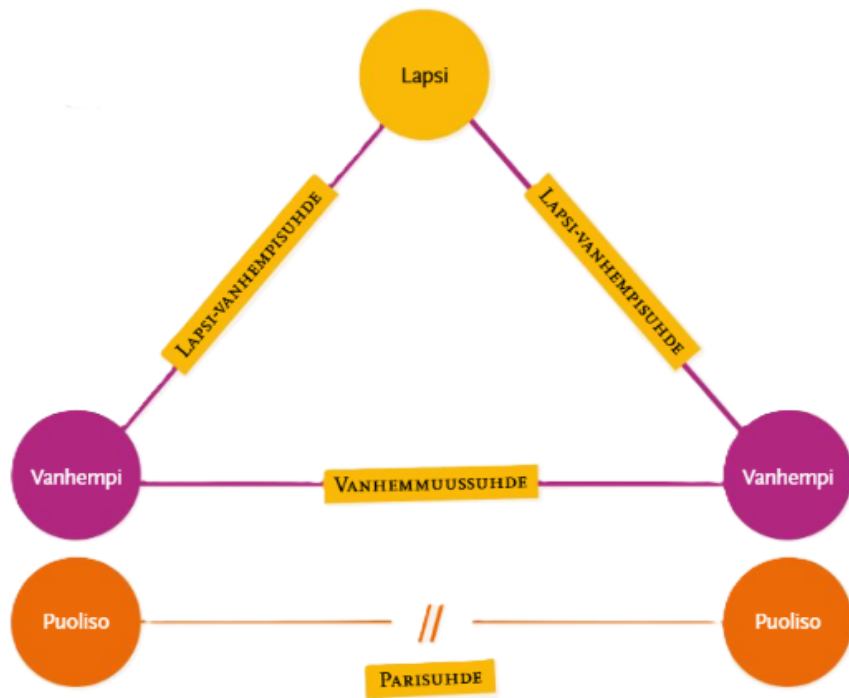 Lapsi
LAPSI-VANHEMPISUHDE
LAPSI-VANHEMPISUHDE
Vanhempi
VANHEMMUUSSUHDE
Vanhempi
Puoliso
//
Puoliso
PARISUHDE